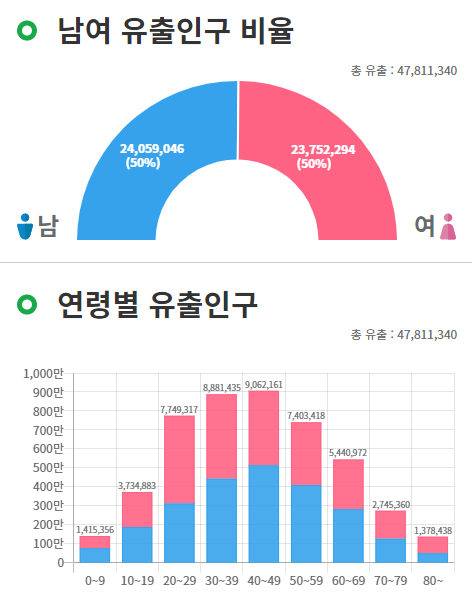 남여 유출인구 비율
총 유출 : 47,811,340
24,059,046
(50%)
23,752,294
(50%)
남
여
연령별 유출인구
총 유출 : 47,811,340
1,000만
900만
800만
700만
600만
500만
400만
300만
200만
100만
0
1,415,356
3,734,883
7,749,317
8,881,435
9,062,161
7,403,418
5,440,972
2,745,360
1,378,438
0~9
10~19
20~29
30~39
40~49
50~59
60~69
70~79
80~